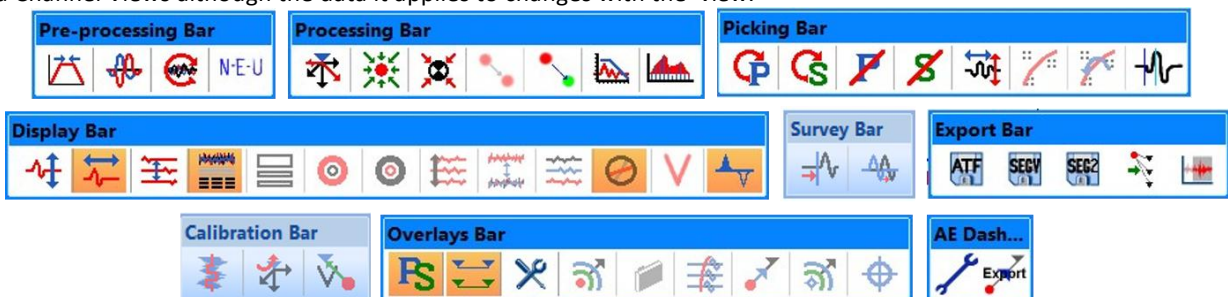 Pre-processing Bar
N-E-U
Processing Bar
Picking Bar
P S P S
Display Bar
Survey Bar
Export Bar
ATF SEGY SEG2
Calibration Bar
Overlays Bar
PS
AE Dash...
Export